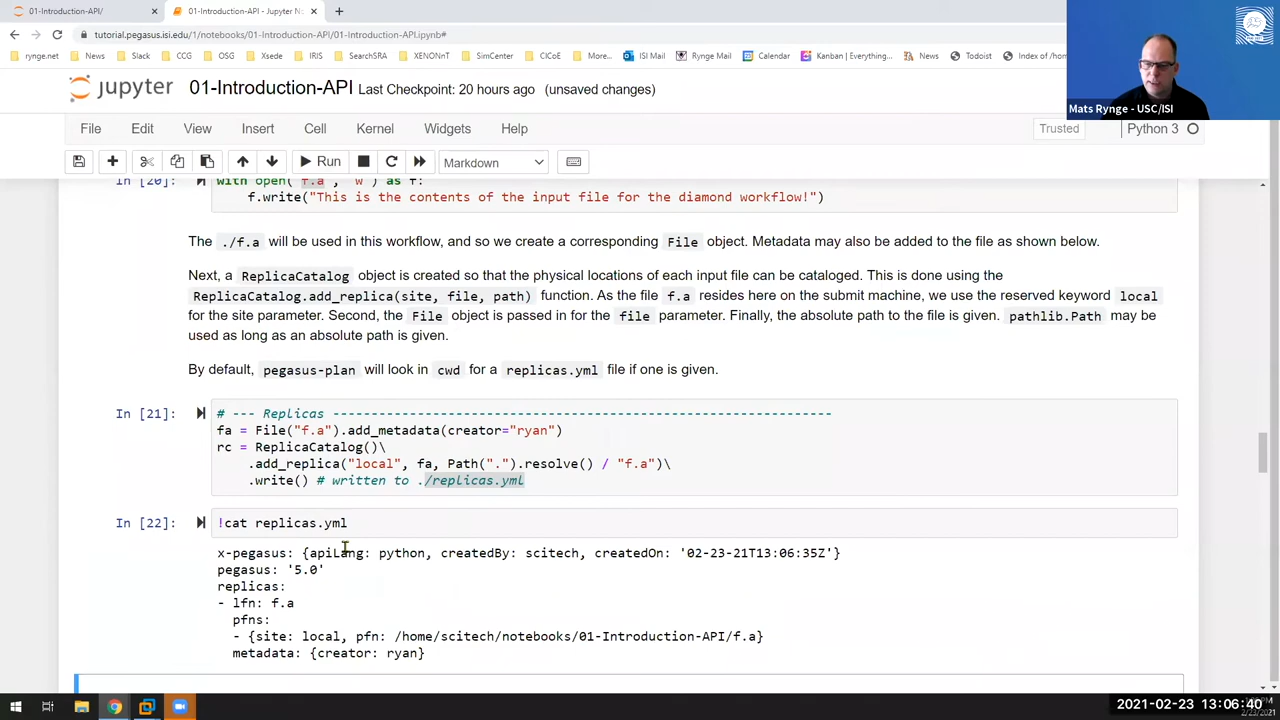 01-Introduction-API/
01-Introduction-API - Jupyter N
tutorial.pegasus.isi.edu/1/notebooks/01-Introduction-API/01-Introduction-API.ipynb#
rynge.net
News
Slack
CCG
OSG
Xsede
IRIS
SearchSRA
XENONnT
SimCenter
CICoE
More...
ISI Mail
Rynge Mail
Calendar
Kanban | Everything...
News
Todoist
Index of /home
Mats Rynge - USC/ISI
jupyter 01-Introduction-API Last Checkpoint: 20 hours ago (unsaved changes)
File Edit View Insert Cell Kernel Widgets Help
Trusted Python 3
Run Markdown
In [20]: with open("f.a", "w") as f:
f.write("This is the contents of the input file for the diamond workflow!")
The ./f.a will be used in this workflow, and so we create a corresponding File object. Metadata may also be added to the file as shown below.
Next, a ReplicaCatalog object is created so that the physical locations of each input file can be cataloged. This is done using the
ReplicaCatalog.add_replica(site, file, path) function. As the file f.a resides here on the submit machine, we use the reserved keyword local
for the site parameter. Second, the File object is passed in for the file parameter. Finally, the absolute path to the file is given. pathlib.Path may be
used as long as an absolute path is given.
By default, pegasus-plan will look in cwd for a replicas.yml file if one is given.
In [21]: # --- Replicas -----------------------------------------------------------------
fa = File("f.a").add_metadata(creator="ryan")
rc = ReplicaCatalog()\
.add_replica("local", fa, Path(".").resolve() / "f.a")\
.write() # written to ./replicas.yml
In [22]: !cat replicas.yml
x-pegasus: {apiLang: python, createdBy: scitech, createdOn: '02-23-21T13:06:35Z'}
pegasus: '5.0'
replicas:
- lfn: f.a
pfns:
- {site: local, pfn: /home/scitech/notebooks/01-Introduction-API/f.a}
metadata: {creator: ryan}
2021-02-23 13:06:40